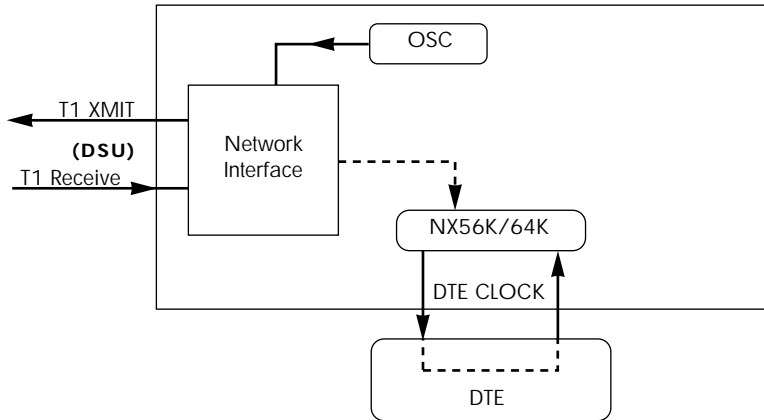 OSC
T1 XMIT
(DSU)
T1 Receive
Network
Interface
NX56K/64K
DTE CLOCK
DTE